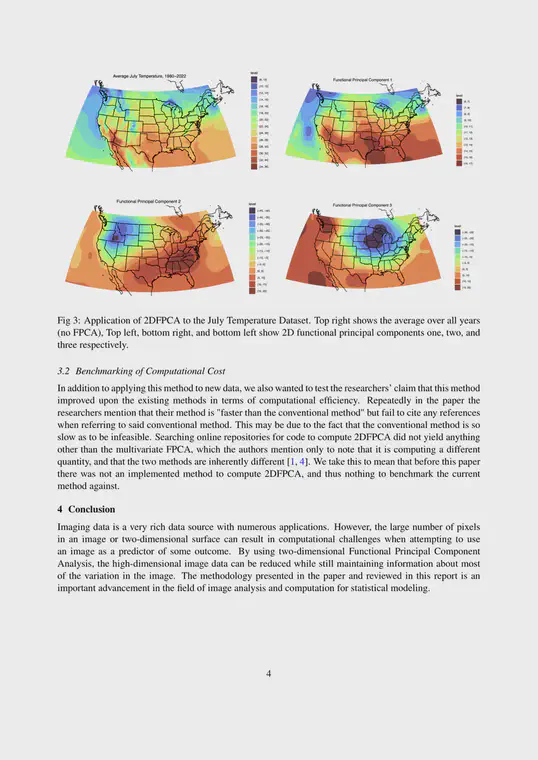 Average July Temperature, 1980-2022
level
Functional Principal Component 1
level
Functional Principal Component 2
level
Functional Principal Component 3
level
Fig 3: Application of 2DFPCA to the July Temperature Dataset. Top right shows the average over all years
(no FPCA), Top left, bottom right, and bottom left show 2D functional principal components one, two, and
three respectively.
3.2 Benchmarking of Computational Cost
In addition to applying this method to new data, we also wanted to test the researchers’ claim that this method
improved upon the existing methods in terms of computational efficiency. Repeatedly in the paper the
researchers mention that their method is "faster than the conventional method" but fail to cite any references
when referring to said conventional method. This may be due to the fact that the conventional method is so
slow as to be infeasible. Searching online repositories for code to compute 2DFPCA did not yield anything
other than the multivariate FPCA, which the authors mention only to note that it is computing a different
quantity, and that the two methods are inherently different [1, 4]. We take this to mean that before this paper
there was not an implemented method to compute 2DFPCA, and thus nothing to benchmark the current
method against.
4 Conclusion
Imaging data is a very rich data source with numerous applications. However, the large number of pixels
in an image or two-dimensional surface can result in computational challenges when attempting to use
an image as a predictor of some outcome. By using two-dimensional Functional Principal Component
Analysis, the high-dimensional image data can be reduced while still maintaining information about most
of the variation in the image. The methodology presented in the paper and reviewed in this report is an
important advancement in the field of image analysis and computation for statistical modeling.
4